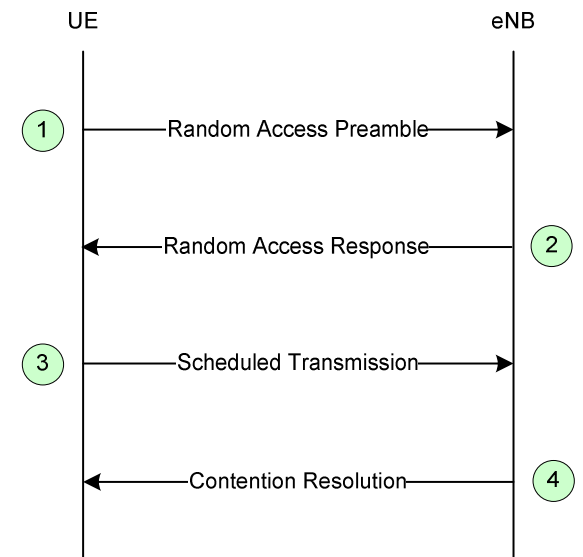 UE eNB
1 Random Access Preamble
Random Access Response 2
3 Scheduled Transmission
Contention Resolution 4